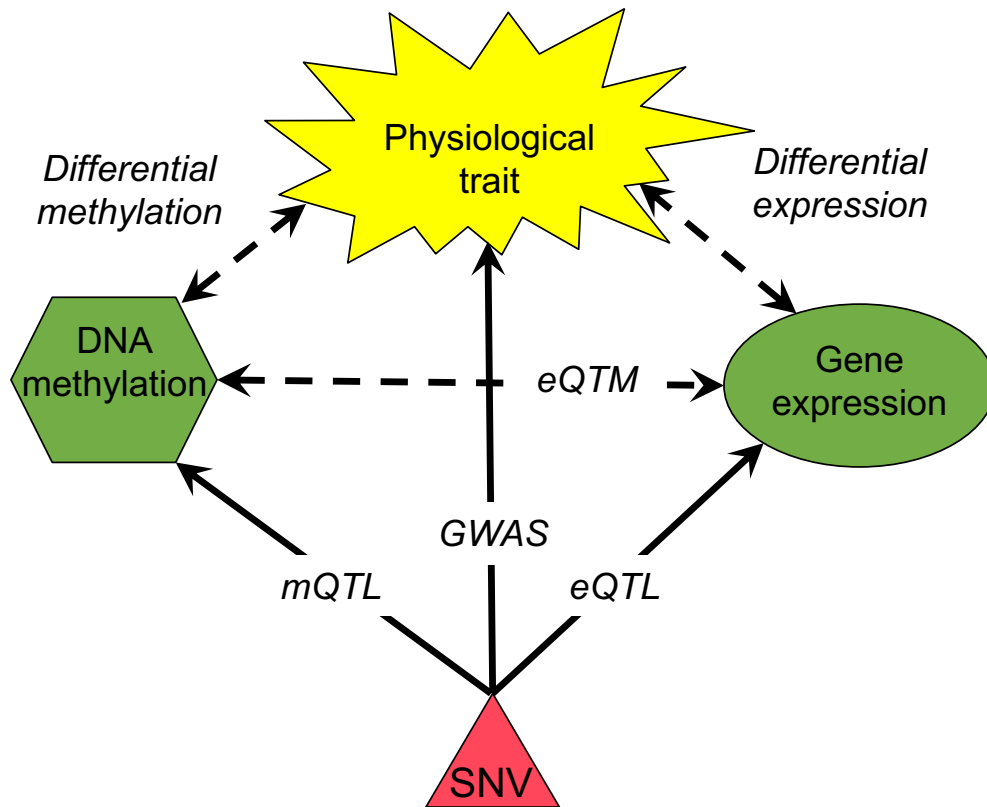 Physiological
trait
Differential
methylation
Differential
expression
DNA
methylation
eQTM
Gene
expression
GWAS
mQTL
eQTL
SNV